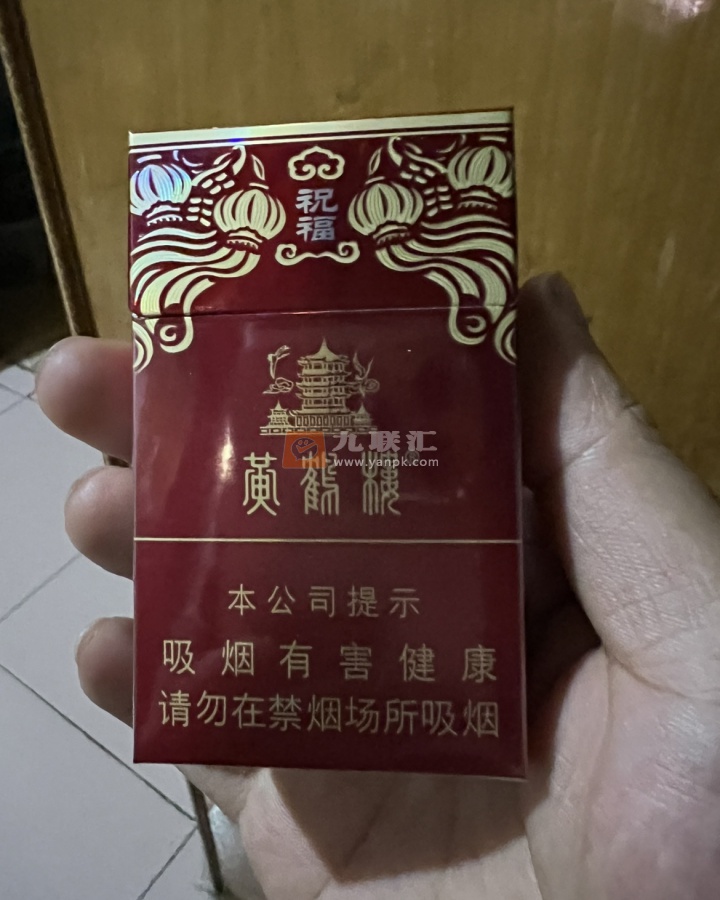 祝
福
九联汇
www.yanpk.com
黄鹤楼®
本公司提示
吸烟有害健康
请勿在禁烟场所吸烟